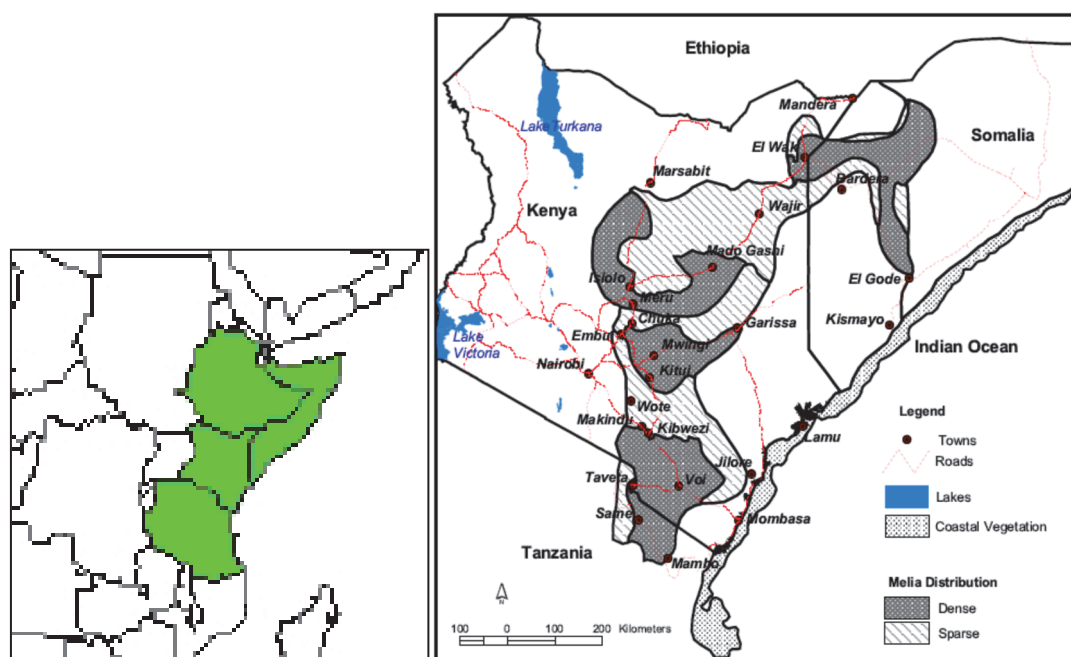 Ethiopia
Mandera
Lake Turkana
El Wak
Somalia
Marsabit
Bardera
Kenya
Wajir
Mado Gashi
Isiolo
El Gode
Meru
Chuka
Garissa
Kismayo
Embu
Lake
Victoria
Mwingi
Indian Ocean
Nairobi
Kitui
Wote
Legend
Makindu
Kibwezi
Lamu
Towns
Roads
Jilore
Taveta
Voi
Lakes
Same
Mombasa
Coastal Vegetation
Tanzania
Mambo
Melia Distribution
N
Dense
100 0 100 200 Kilometers
Sparse